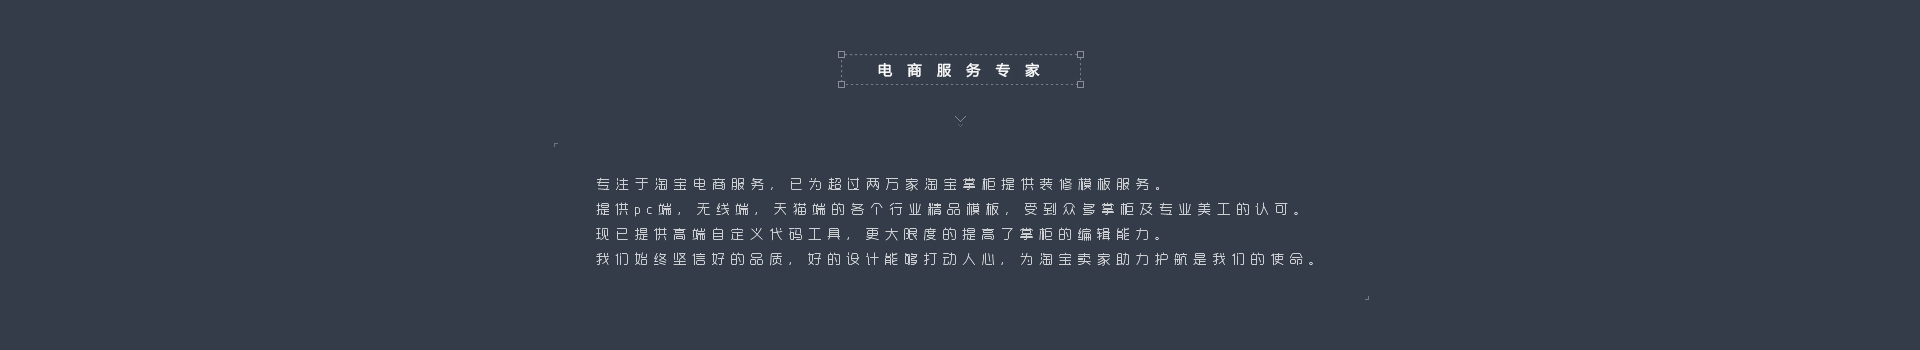 电商服务专家
专注于淘宝电商服务，已为超过两万家淘宝掌柜提供装修模板服务。
提供pc端，无线端，天猫端的各个行业精品模板，受到众多掌柜及专业美工的认可。
现已提供高端自定义代码工具，更大限度的提高了掌柜的编辑能力。
我们始终坚信好的品质，好的设计能够打动人心，为淘宝卖家助力护航是我们的使命。